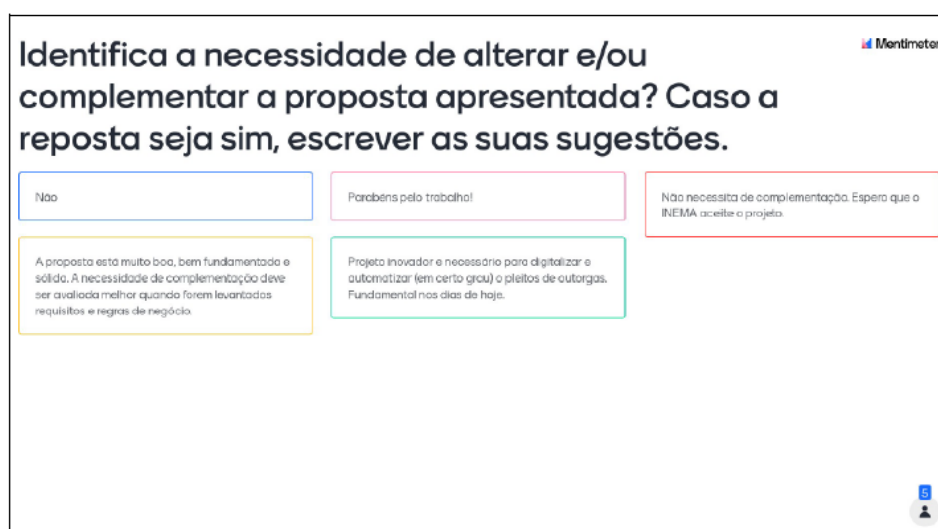 Identifica a necessidade de alterar e/ou
complementar a proposta apresentada? Caso a
reposta seja sim, escrever as suas sugestões.
Mentimeter
Não
Parabéns pelo trabalho!
Não necessita de complementação. Espero que o
INEMA aceite o projeto.
A proposta está muito boa, bem fundamentada e
sólida. A necessidade de complementação deve
ser avaliada melhor quando forem levantados
requisitos e regras de negócio.
Projeto inovador e necessário para digitalizar e
automatizar (em certo grau) o pleitos de outorgas.
Fundamental nos dias de hoje.
5